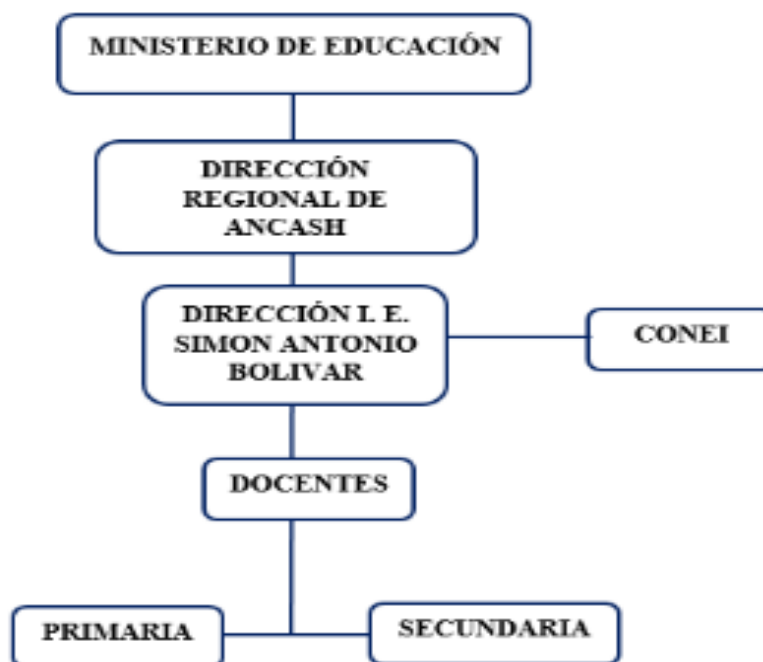 MINISTERIO DE EDUCACIÓN
DIRECCIÓN
REGIONAL DE
ANCASH
DIRECCIÓN I. E.
SIMON ANTONIO
BOLIVAR
CONEI
DOCENTES
PRIMARIA
SECUNDARIA